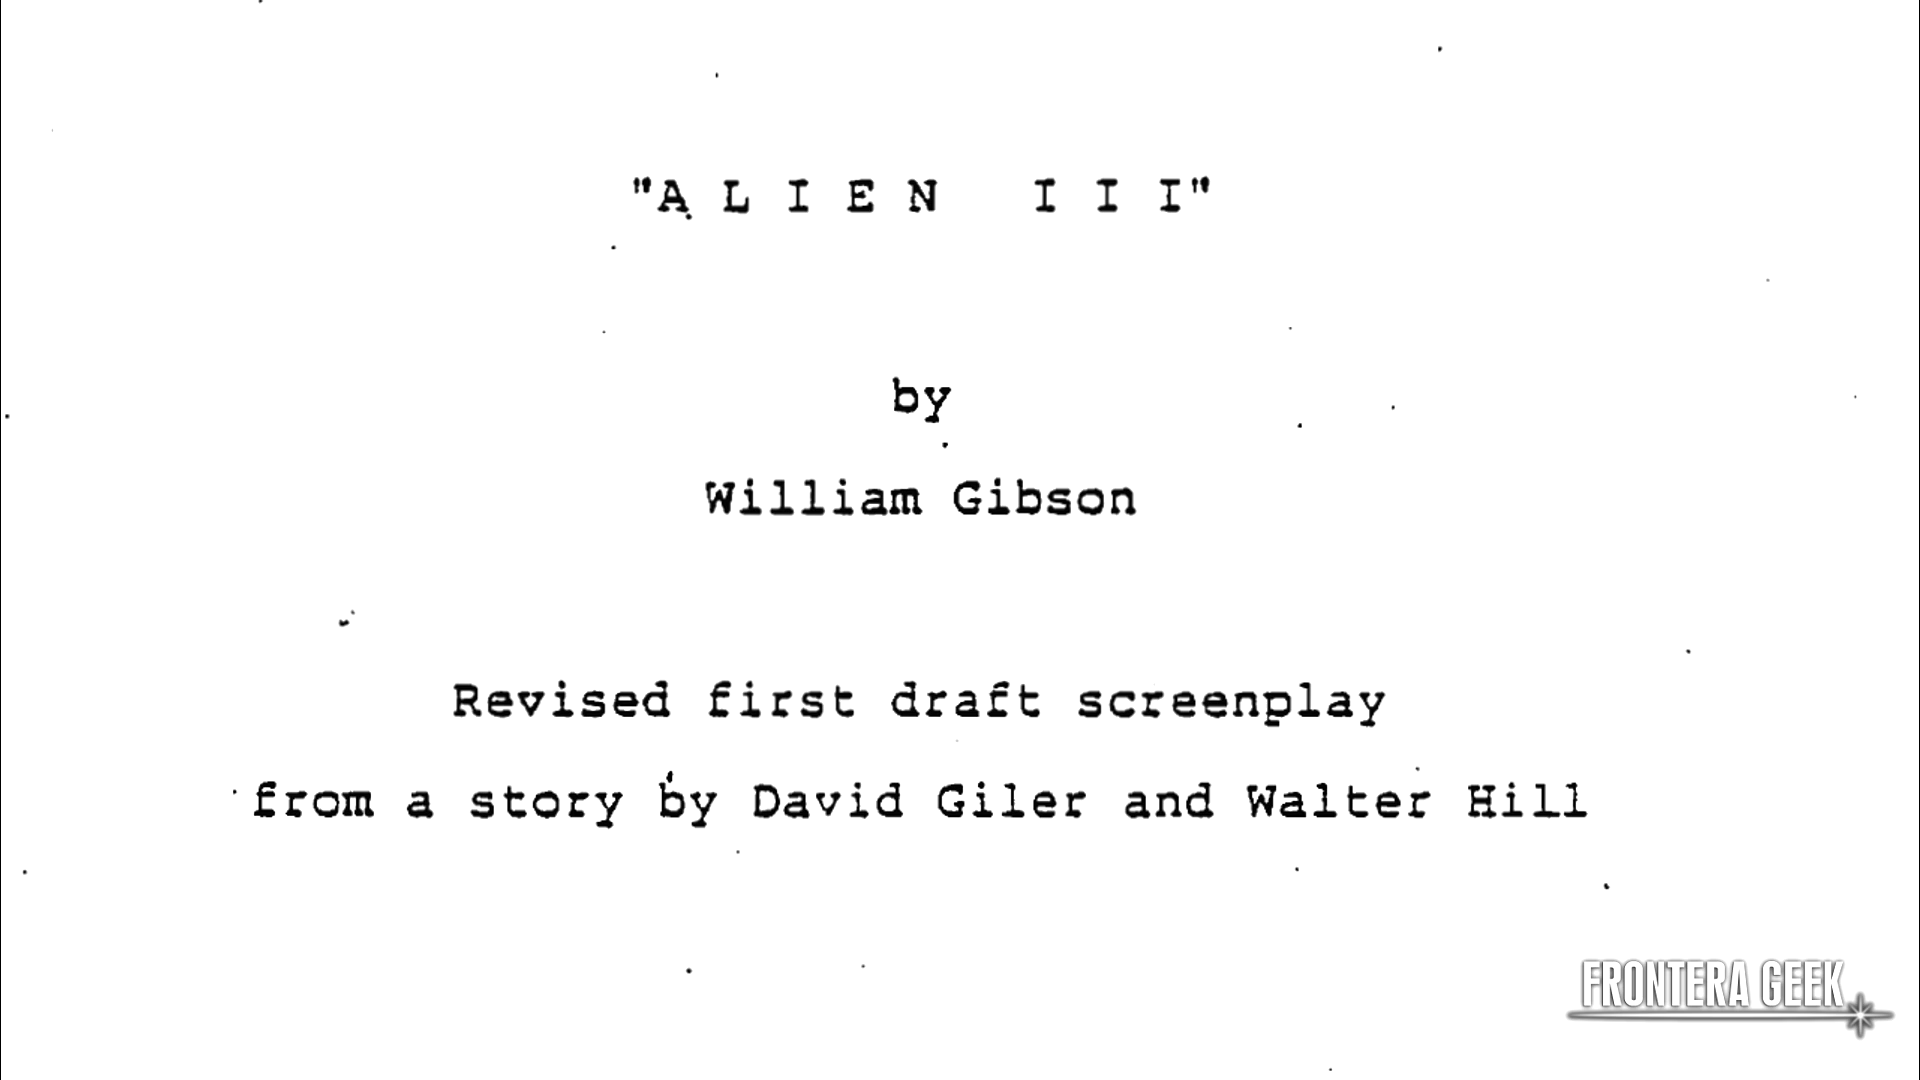 "A L I E N  I I I"
by
William Gibson
Revised first draft screenplay
from a story by David Giler and Walter Hill
FRONTERA GEEK